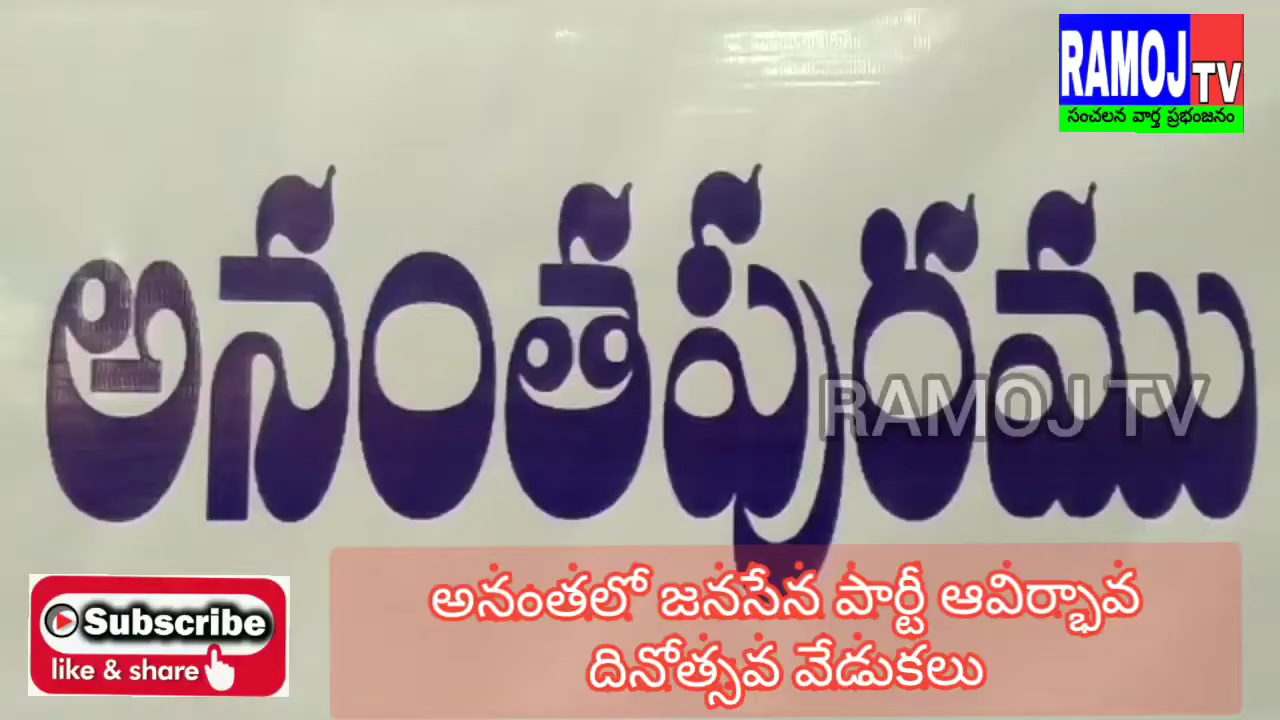 RAMOJ TV
సంచలన వార్త ప్రభంజనం
అనంతపురము
RAMOJ TV
అనంతలో జనసేన పార్టీ ఆవిర్భావ
దినోత్సవ వేడుకలు
Subscribe
like & share